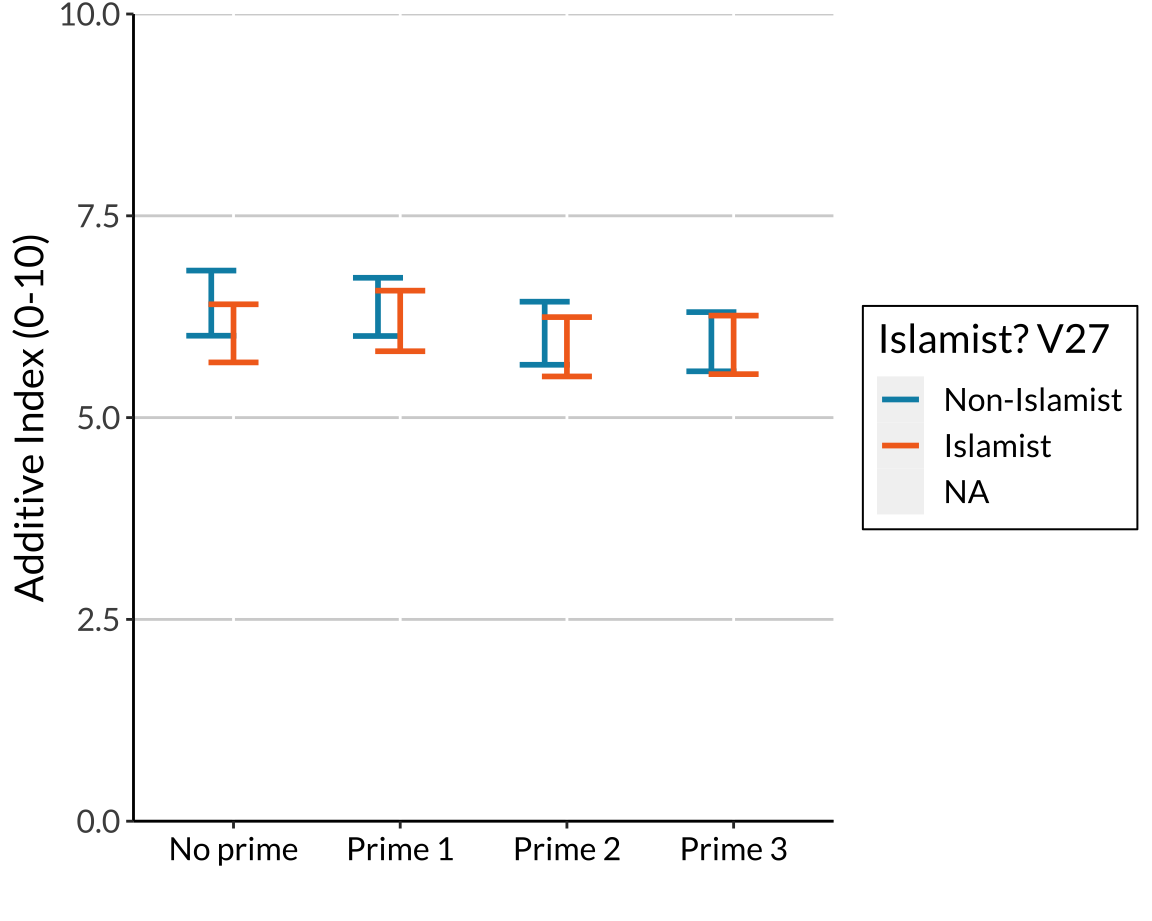 10.0
7.5
5.0
2.5
0.0
Additive Index (0-10)
No prime Prime 1 Prime 2 Prime 3
Islamist? V27
Non-Islamist
Islamist
NA